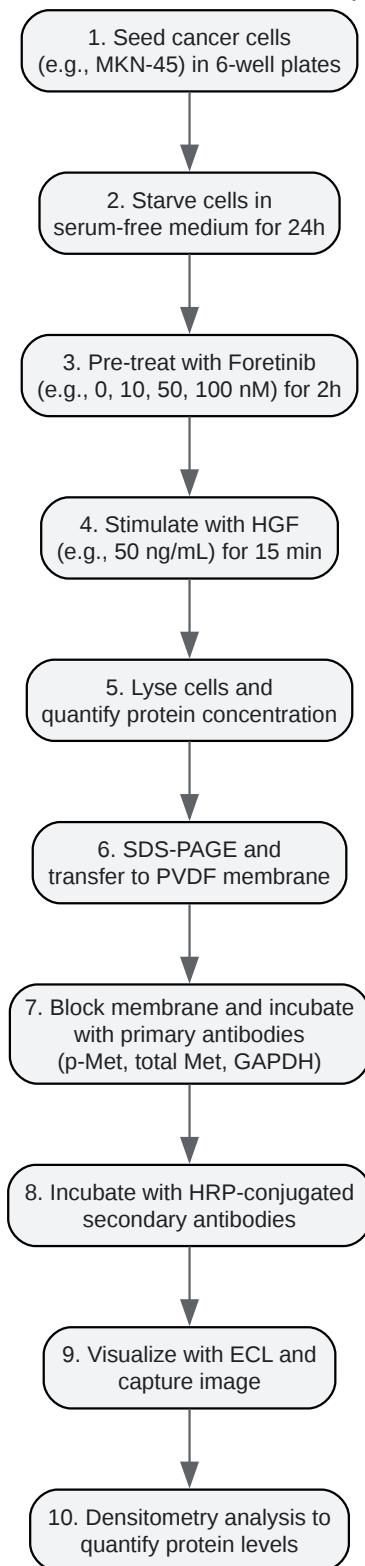 1. Seed cancer cells
(e.g., MKN-45) in 6-well plates
2. Starve cells in
serum-free medium for 24h
3. Pre-treat with Foretinib
(e.g., 0, 10, 50, 100 nM) for 2h
4. Stimulate with HGF
(e.g., 50 ng/mL) for 15 min
5. Lyse cells and
quantify protein concentration
6. SDS-PAGE and
transfer to PVDF membrane
7. Block membrane and incubate
with primary antibodies
(p-Met, total Met, GAPDH)
8. Incubate with HRP-conjugated
secondary antibodies
9. Visualize with ECL and
capture image
10. Densitometry analysis to
quantify protein levels